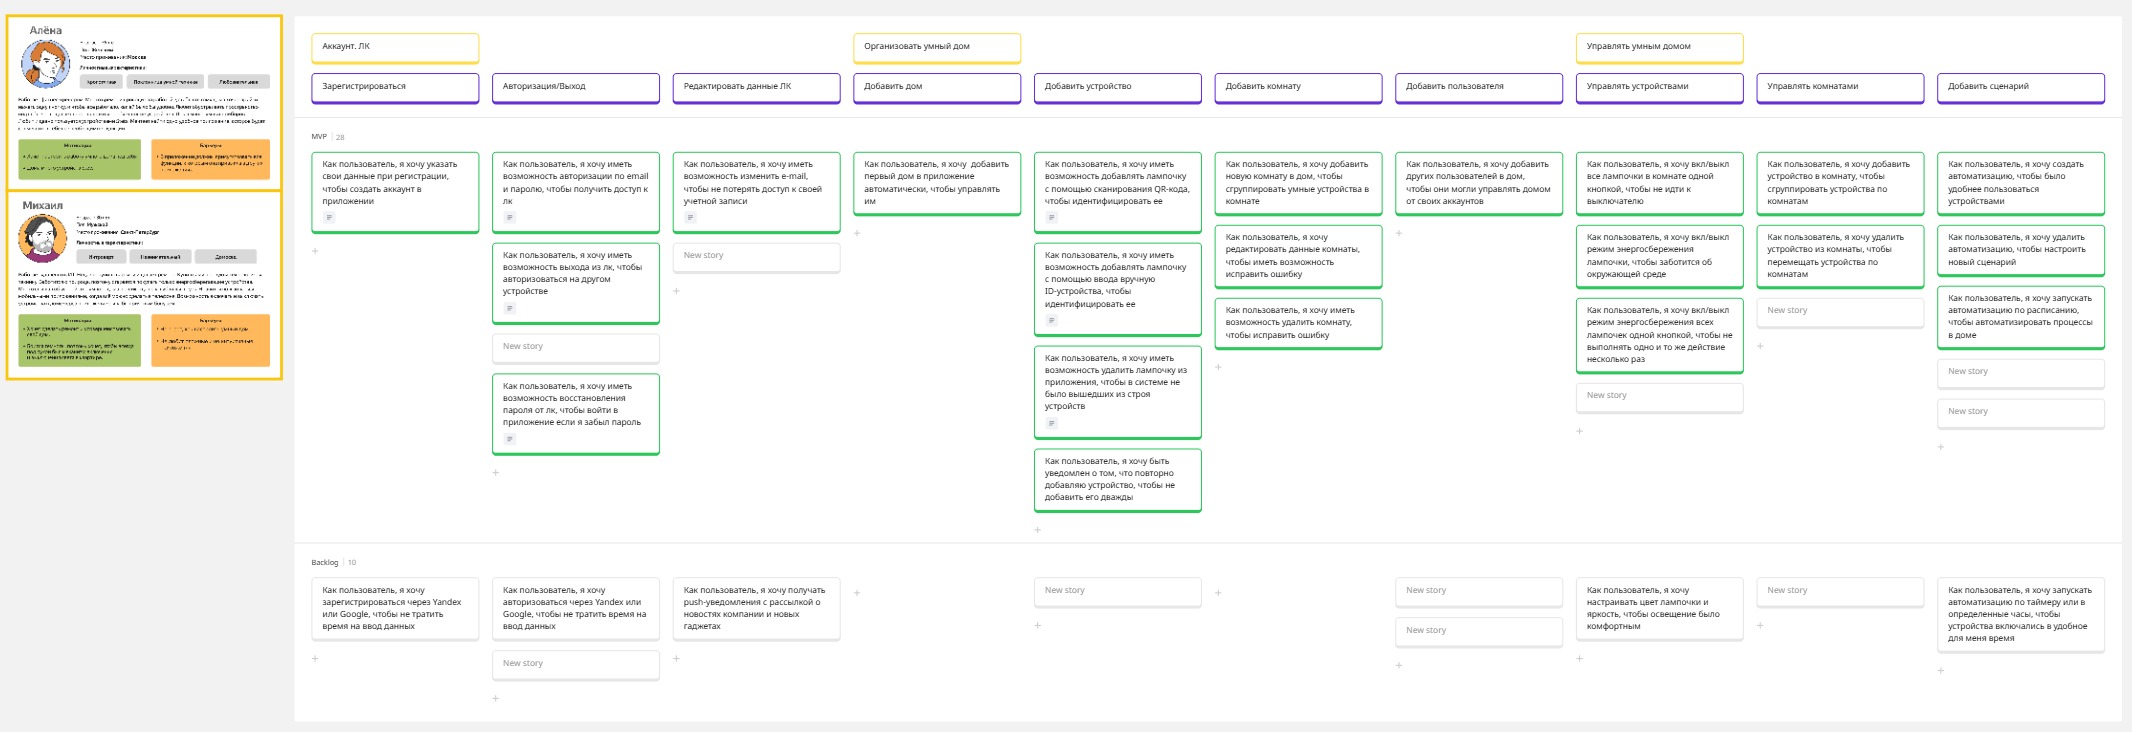 Алёна
Михаил
Аккаунт. ЛК
Организовать умный дом
Управлять умным домом
Зарегистрироваться
Авторизация/Выход
Редактировать данные ЛК
Добавить дом
Добавить устройство
Добавить комнату
Добавить пользователя
Управлять устройствами
Управлять комнатами
Добавить сценарий
MVP 28
Как пользователь, я хочу указать
свои данные при регистрации,
чтобы создать аккаунт в
приложении
Как пользователь, я хочу иметь
возможность авторизации по email
и паролю, чтобы получить доступ к
лк
Как пользователь, я хочу иметь
возможность выхода из лк, чтобы
авторизоваться на другом
устройстве
New story
Как пользователь, я хочу иметь
возможность восстановления
пароля от лк, чтобы войти в
приложение если я забыл пароль
Как пользователь, я хочу иметь
возможность изменить e-mail,
чтобы не потерять доступ к своей
учетной записи
New story
Как пользователь, я хочу добавить
первый дом в приложение
автоматически, чтобы управлять
им
Как пользователь, я хочу иметь
возможность добавлять лампочку
с помощью сканирования QR-кода,
чтобы идентифицировать ее
Как пользователь, я хочу иметь
возможность добавлять лампочку
с помощью ввода вручную
ID-устройства, чтобы
идентифицировать ее
Как пользователь, я хочу иметь
возможность удалить лампочку из
приложения, чтобы в системе не
было вышедших из строя
устройств
Как пользователь, я хочу быть
уведомлен о том, что повторно
добавляю устройство, чтобы не
добавить его дважды
Как пользователь, я хочу добавить
новую комнату в дом, чтобы
сгруппировать умные устройства в
комнате
Как пользователь, я хочу
редактировать данные комнаты,
чтобы иметь возможность
исправить ошибку
Как пользователь, я хочу иметь
возможность удалить комнату,
чтобы исправить ошибку
Как пользователь, я хочу добавить
других пользователей в дом,
чтобы они могли управлять домом
от своих аккаунтов
Как пользователь, я хочу вкл/выкл
все лампочки в комнате одной
кнопкой, чтобы не идти к
выключателю
Как пользователь, я хочу вкл/выкл
режим энергосбережения
лампочки, чтобы заботится об
окружающей среде
Как пользователь, я хочу вкл/выкл
режим энергосбережения всех
лампочек одной кнопкой, чтобы не
выполнять одно и то же действие
несколько раз
New story
Как пользователь, я хочу добавить
устройство в комнату, чтобы
сгруппировать устройства по
комнатам
Как пользователь, я хочу удалить
устройство из комнаты, чтобы
перемещать устройства по
комнатам
New story
Как пользователь, я хочу создать
автоматизацию, чтобы было
удобнее пользоваться
устройствами
Как пользователь, я хочу удалить
автоматизацию, чтобы настроить
новый сценарий
Как пользователь, я хочу запускать
автоматизацию по расписанию,
чтобы автоматизировать процессы
в доме
New story
New story
Backlog 10
Как пользователь, я хочу
зарегистрироваться через Yandex
или Google, чтобы не тратить
время на ввод данных
Как пользователь, я хочу
авторизоваться через Yandex или
Google, чтобы не тратить время на
ввод данных
New story
Как пользователь, я хочу получать
push-уведомления с рассылкой о
новостях компании и новых
гаджетах
New story
New story
New story
Как пользователь, я хочу
настраивать цвет лампочки и
яркость, чтобы освещение было
комфортным
New story
Как пользователь, я хочу запускать
автоматизацию по таймеру или в
определенные часы, чтобы
устройства включались в удобное
для меня время